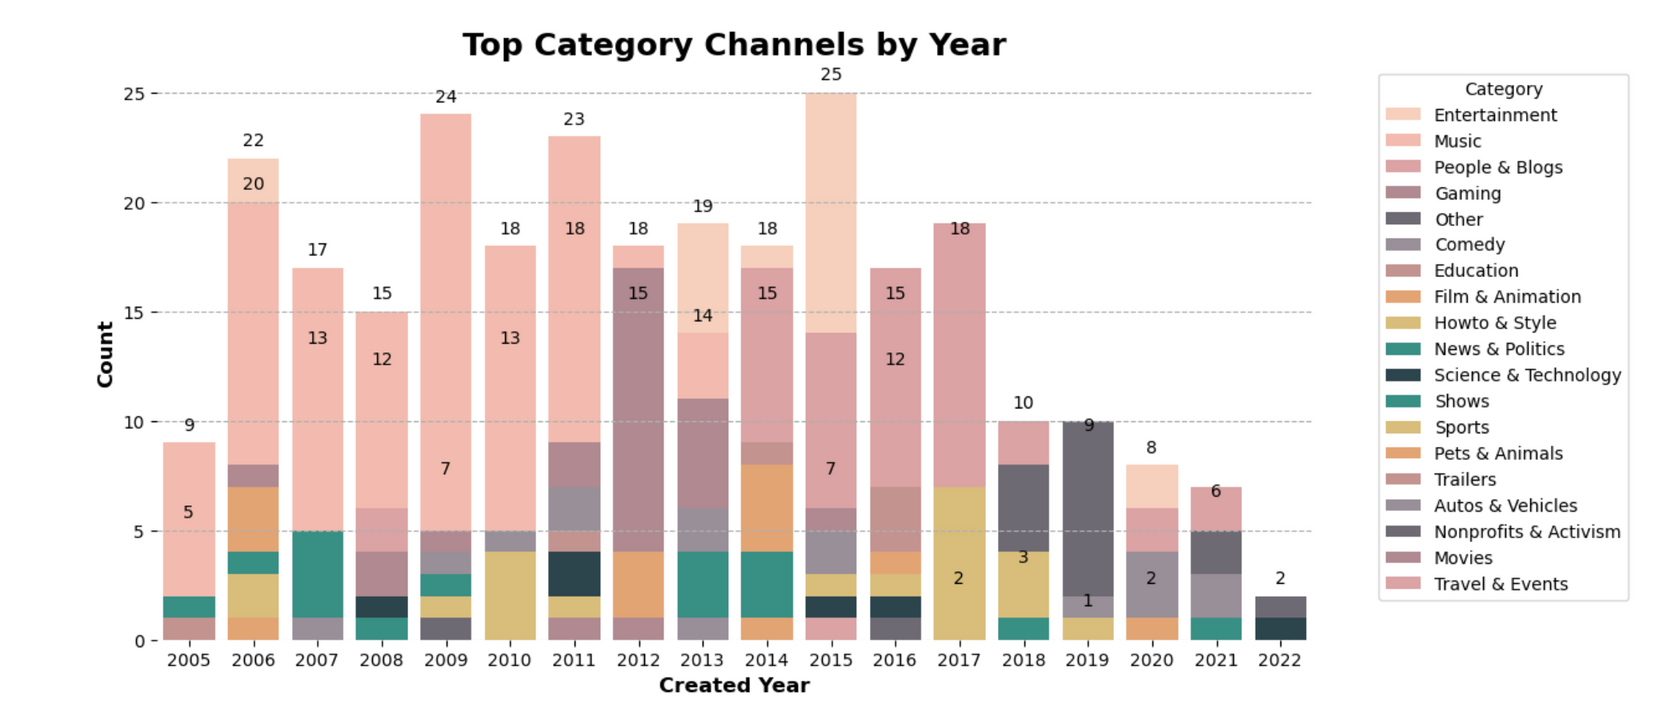 Top Category Channels by Year
25
24
23
22
20
19
18
18
18
18
18
17
15
15
15
15
14
13
13
12
12
10
9
9
8
7
7
6
5
3
2
2
2
1
25
20
15
10
5
0
Count
2005 2006 2007 2008 2009 2010 2011 2012 2013 2014 2015 2016 2017 2018 2019 2020 2021 2022
Created Year
Category
Entertainment
Music
People & Blogs
Gaming
Other
Comedy
Education
Film & Animation
Howto & Style
News & Politics
Science & Technology
Shows
Sports
Pets & Animals
Trailers
Autos & Vehicles
Nonprofits & Activism
Movies
Travel & Events